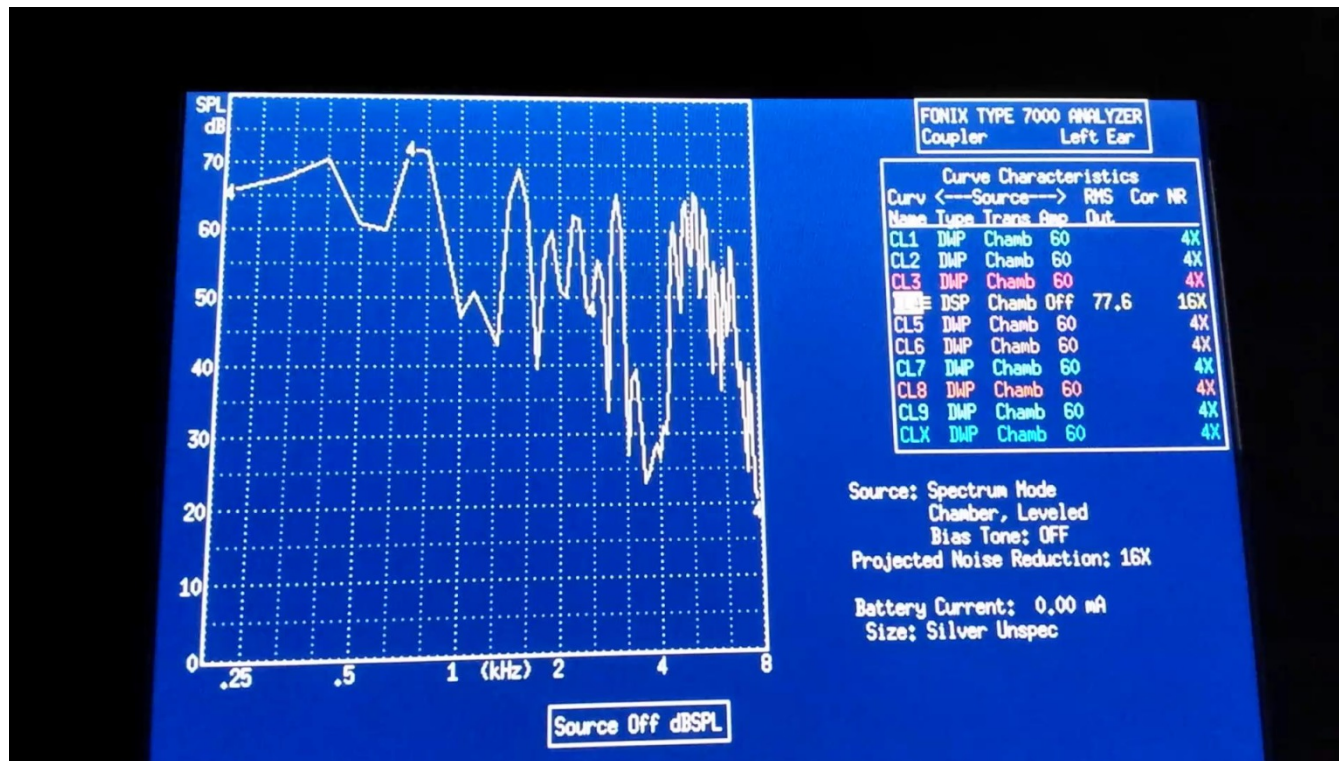 SPL
dB
70
60
50
40
30
20
10
0
4
4
4
.25 .5 1 (kHz) 2 4 8
Source Off dBSPL
FONIX TYPE 7000 ANALYZER
Coupler Left Ear
Curve Characteristics
Curv <---Source---> RMS Cor NR
Name Type Trans Amp Out
CL1 DWP Chamb 60 4X
CL2 DWP Chamb 60 4X
CL3 DWP Chamb 60 4X
DSP Chamb Off 77.6 16X
CL5 DWP Chamb 60 4X
CL6 DWP Chamb 60 4X
CL7 DWP Chamb 60 4X
CL8 DWP Chamb 60 4X
CL9 DWP Chamb 60 4X
CLX DWP Chamb 60 4X
Source: Spectrum Mode
Chamber, Leveled
Bias Tone: OFF
Projected Noise Reduction: 16X
Battery Current: 0.00 mA
Size: Silver Unspec